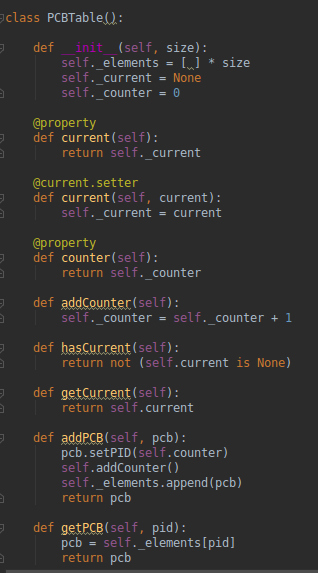 class PCBTable():
def __init__(self, size):
self._elements = [ ] * size
self._current = None
self._counter = 0
@property
def current(self):
return self._current
@current.setter
def current(self, current):
self._current = current
@property
def counter(self):
return self._counter
def addCounter(self):
self._counter = self._counter + 1
def hasCurrent(self):
return not (self.current is None)
def getCurrent(self):
return self.current
def addPCB(self, pcb):
pcb.setPID(self.counter)
self.addCounter()
self._elements.append(pcb)
return pcb
def getPCB(self, pid):
pcb = self._elements[pid]
return pcb